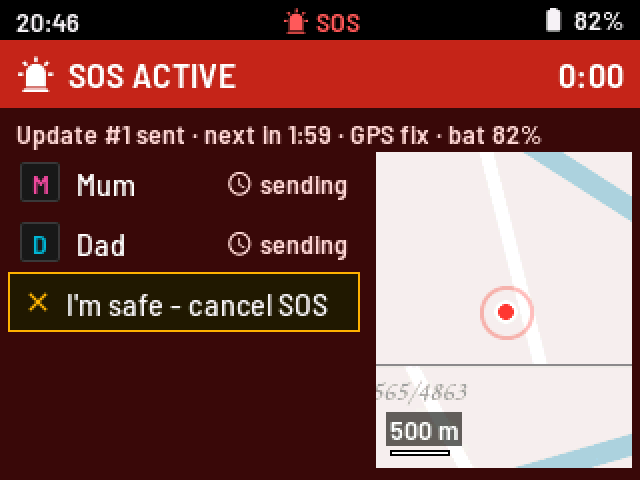 20:46
SOS
82%
SOS ACTIVE
0:00
Update #1 sent · next in 1:59 · GPS fix · bat 82%
M Mum
sending
D Dad
sending
I'm safe - cancel SOS
565/4863
500 m